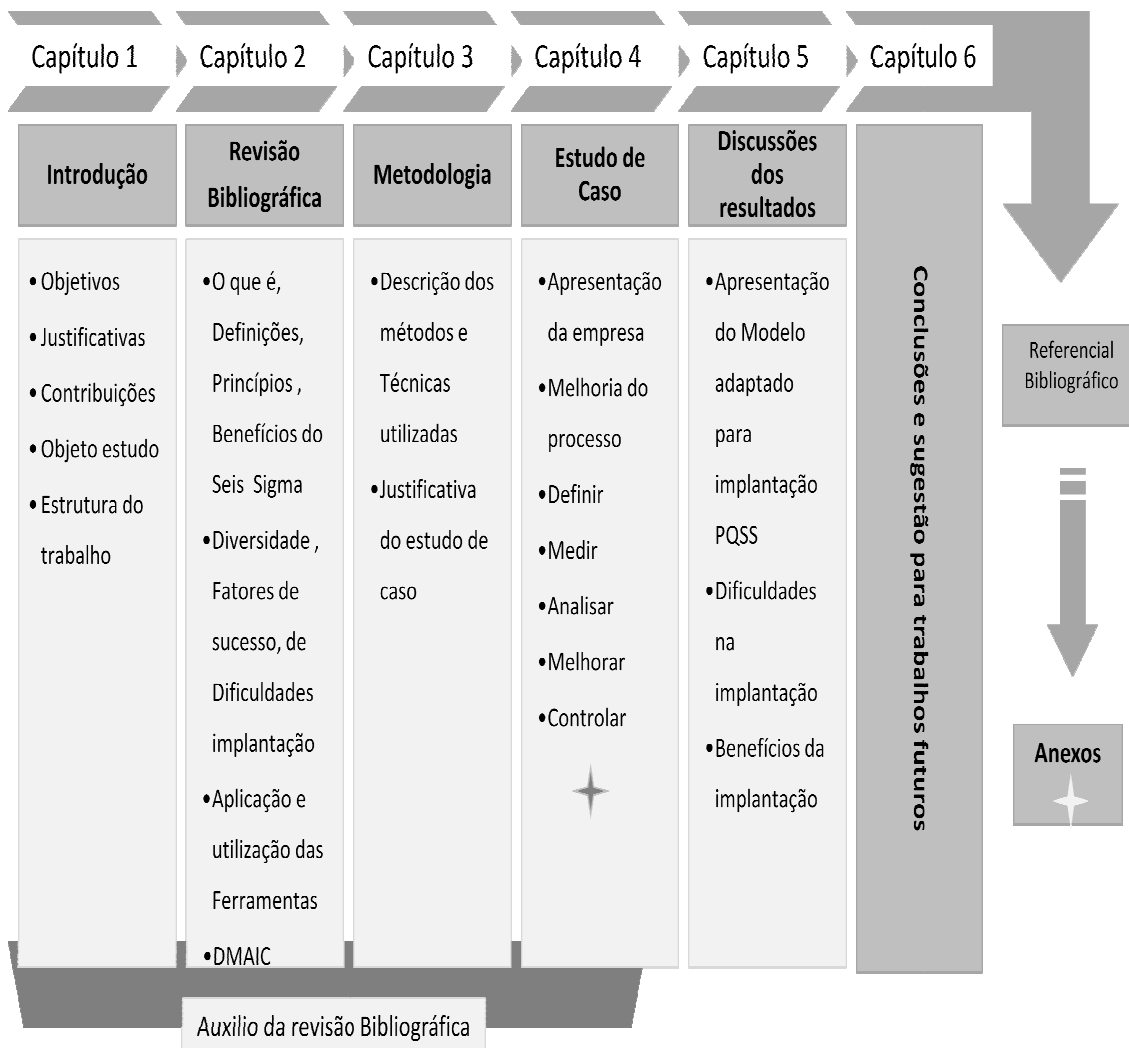 Capítulo 1
Capítulo 2
Capítulo 3
Capítulo 4
Capítulo 5
Capítulo 6
Introdução
• Objetivos
• Justificativas
• Contribuições
• Objeto estudo
• Estrutura do
trabalho
Revisão
Bibliográfica
•O que é,
Definições,
Princípios ,
Benefícios do
Seis Sigma
•Diversidade ,
Fatores de
sucesso, de
Dificuldades
implantação
•Aplicação e
utilização das
Ferramentas
•DMAIC
Metodologia
•Descrição dos
métodos e
Técnicas
utilizadas
•Justificativa
do estudo de
caso
Estudo de
Caso
•Apresentação
da empresa
•Melhoria do
processo
•Definir
•Medir
•Analisar
•Melhorar
•Controlar
Discussões
dos
resultados
•Apresentação
do Modelo
adaptado
para
implantação
PQSS
•Dificuldades
na
implantação
•Benefícios da
implantação
Conclusões e sugestão para trabalhos futuros
Referencial
Bibliográfico
Anexos
Auxilio da revisão Bibliográfica